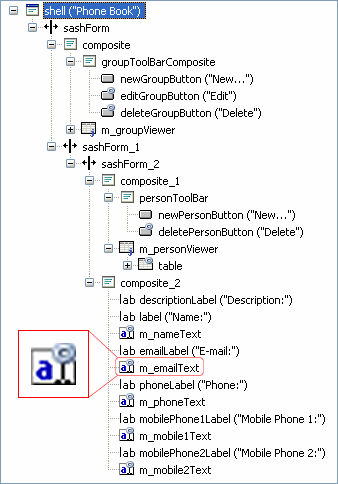 shell ("Phone Book")
sashForm
composite
groupToolBarComposite
newGroupButton ("New...")
editGroupButton ("Edit")
deleteGroupButton ("Delete")
m_groupViewer
sashForm_1
sashForm_2
composite_1
personToolBar
newPersonButton ("New...")
deletePersonButton ("Delete")
m_personViewer
table
composite_2
lab descriptionLabel ("Description:")
lab label ("Name:")
a m_nameText
lab emailLabel ("E-mail:")
a m_emailText
lab phoneLabel ("Phone:")
a m_phoneText
lab mobilePhone1Label ("Mobile Phone 1:")
a m_mobile1Text
lab mobilePhone2Label ("Mobile Phone 2:")
a m_mobile2Text
a